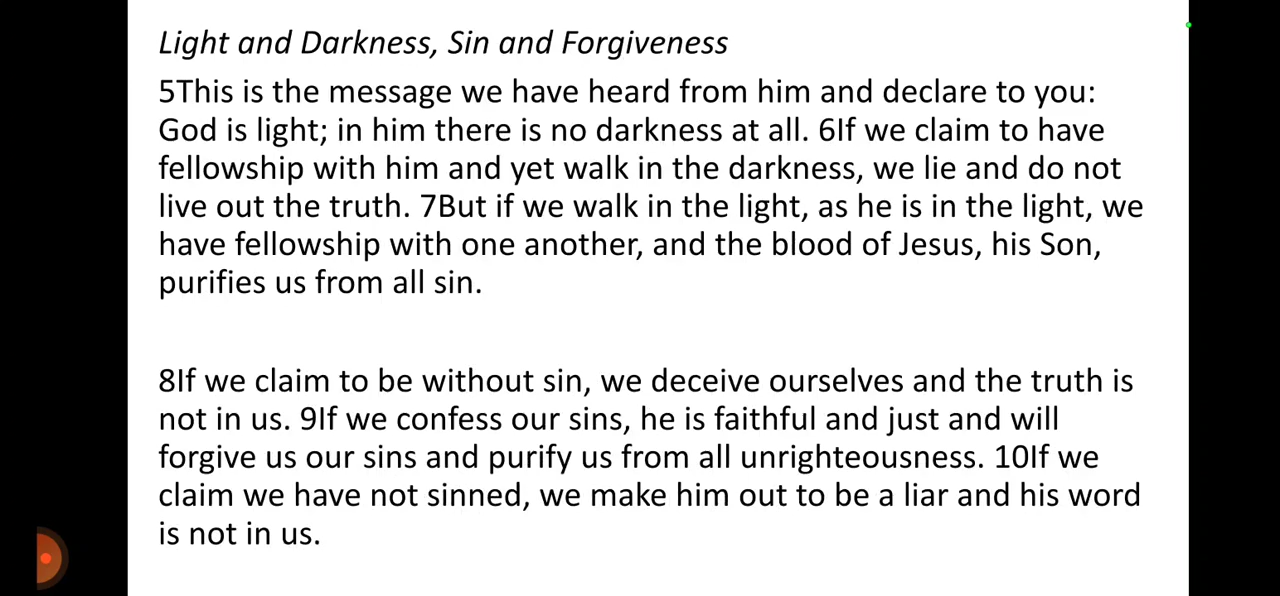 Light and Darkness, Sin and Forgiveness
5This is the message we have heard from him and declare to you:
God is light; in him there is no darkness at all. 6If we claim to have
fellowship with him and yet walk in the darkness, we lie and do not
live out the truth. 7But if we walk in the light, as he is in the light, we
have fellowship with one another, and the blood of Jesus, his Son,
purifies us from all sin.
8If we claim to be without sin, we deceive ourselves and the truth is
not in us. 9If we confess our sins, he is faithful and just and will
forgive us our sins and purify us from all unrighteousness. 10If we
claim we have not sinned, we make him out to be a liar and his word
is not in us.